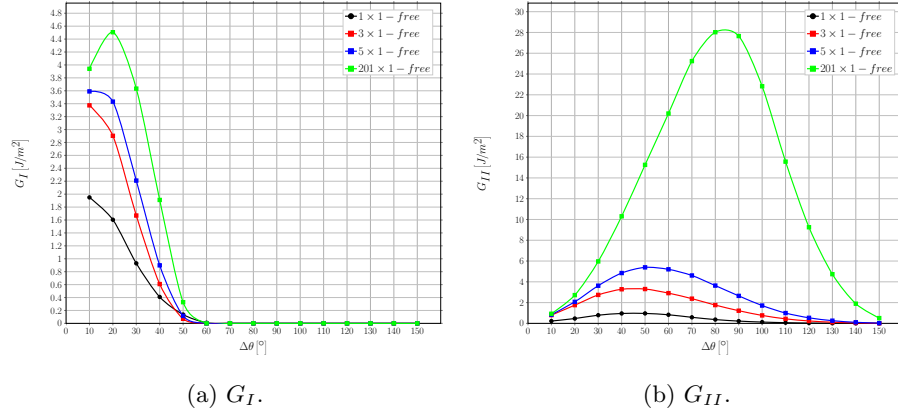 4.8
4.6
4.4
4.2
4
3.8
3.6
3.4
3.2
3
2.8
2.6
2.4
2.2
2
1.8
1.6
1.4
1.2
1
0.8
0.6
0.4
0.2
0
G_I [J/m²]
1 × 1 − free
3 × 1 − free
5 × 1 − free
201 × 1 − free
10 20 30 40 50 60 70 80 90 100 110 120 130 140 150
Δθ [°]
(a) G_I.
30
28
26
24
22
20
18
16
14
12
10
8
6
4
2
0
G_{II} [J/m²]
1 × 1 − free
3 × 1 − free
5 × 1 − free
201 × 1 − free
10 20 30 40 50 60 70 80 90 100 110 120 130 140 150
Δθ [°]
(b) G_{II}.